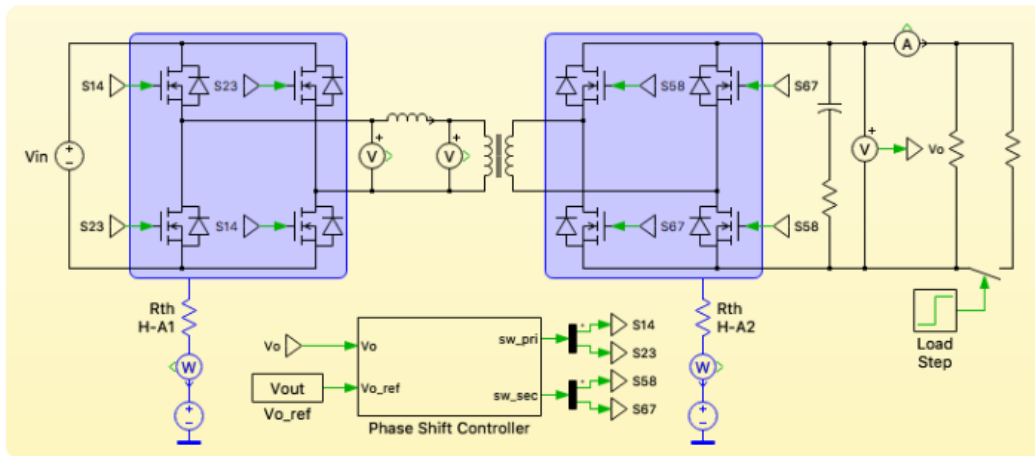 A
S14
S23
S58
S67
Vin
V
V
V
Vo
S23
S14
S67
S58
Rth
H-A1
Rth
H-A2
Load
Step
W
W
Vo
Vo
sw_pri
S14
S23
Vout
Vo_ref
Vo_ref
sw_sec
S58
S67
Phase Shift Controller